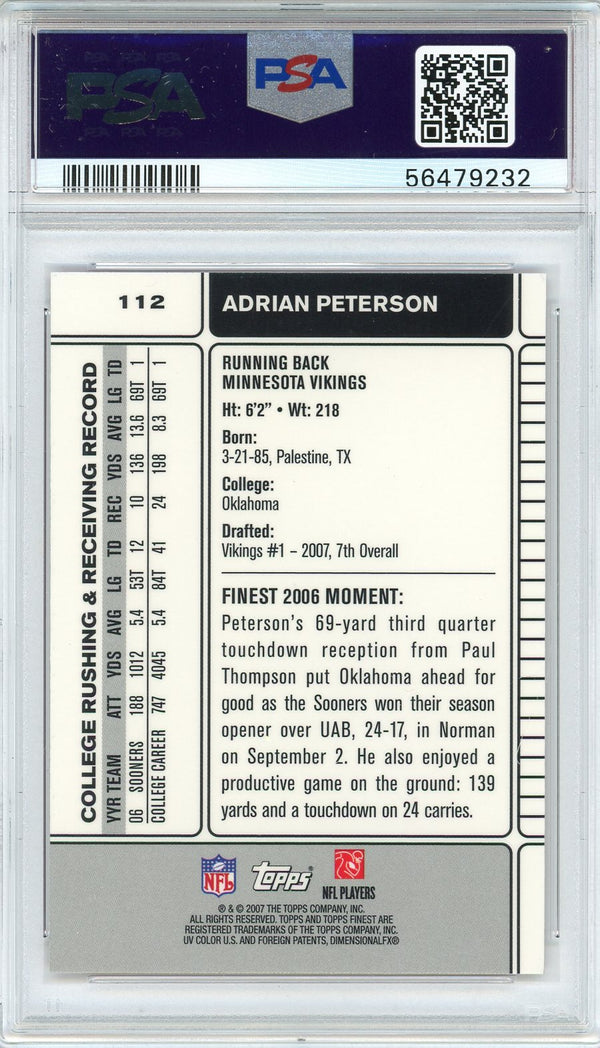 PSA
PSA
56479232
112
ADRIAN PETERSON
COLLEGE RUSHING & RECEIVING RECORD
YYR TEAM ATT YDS AVG LG TD REC YDS AVG LG TD
06 SOONERS 188 1012 5.4 53T 12 10 136 13.6 69T 1
COLLEGE CAREER 747 4045 5.4 84T 41 24 198 8.3 69T 1
RUNNING BACK
MINNESOTA VIKINGS
Ht: 6'2" • Wt: 218
Born:
3-21-85, Palestine, TX
College:
Oklahoma
Drafted:
Vikings #1 – 2007, 7th Overall
FINEST 2006 MOMENT:
Peterson's 69-yard third quarter
touchdown reception from Paul
Thompson put Oklahoma ahead for
good as the Sooners won their season
opener over UAB, 24-17, in Norman
on September 2. He also enjoyed a
productive game on the ground: 139
yards and a touchdown on 24 carries.
NFL
Topps®
NFL PLAYERS
® & © 2007 THE TOPPS COMPANY, INC.
ALL RIGHTS RESERVED. TOPPS AND TOPPS FINEST ARE
REGISTERED TRADEMARKS OF THE TOPPS COMPANY, INC.
UV COLOR U.S. AND FOREIGN PATENTS, DIMENSIONALFX®